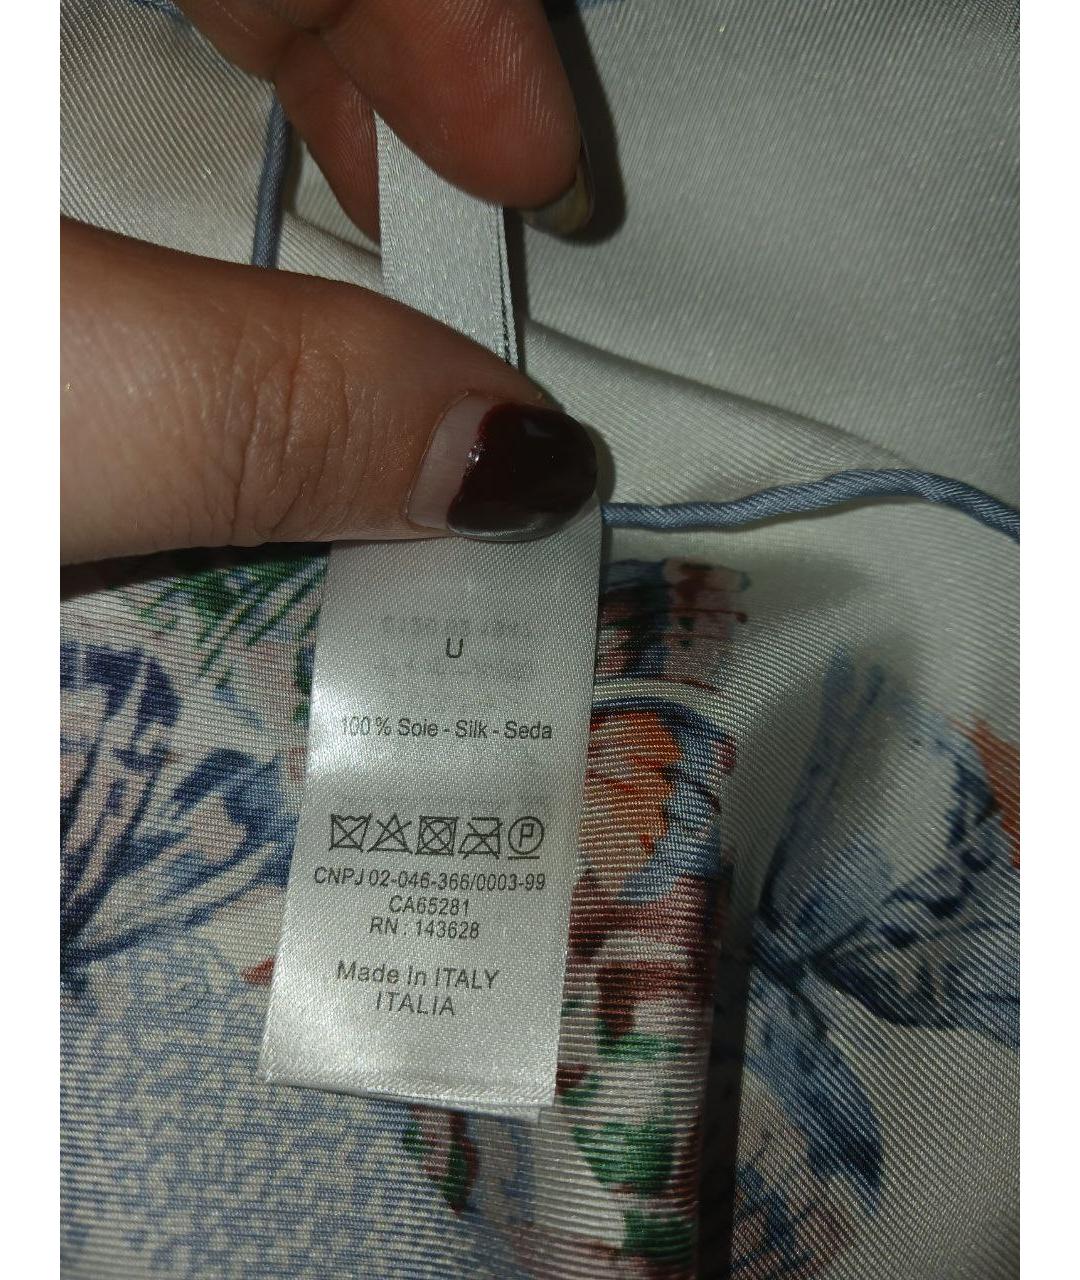 U
100% Soie - Silk - Seda
P
CNPJ 02-046-366/0003-99
CA65281
RN : 143628
Made in ITALY
ITALIA